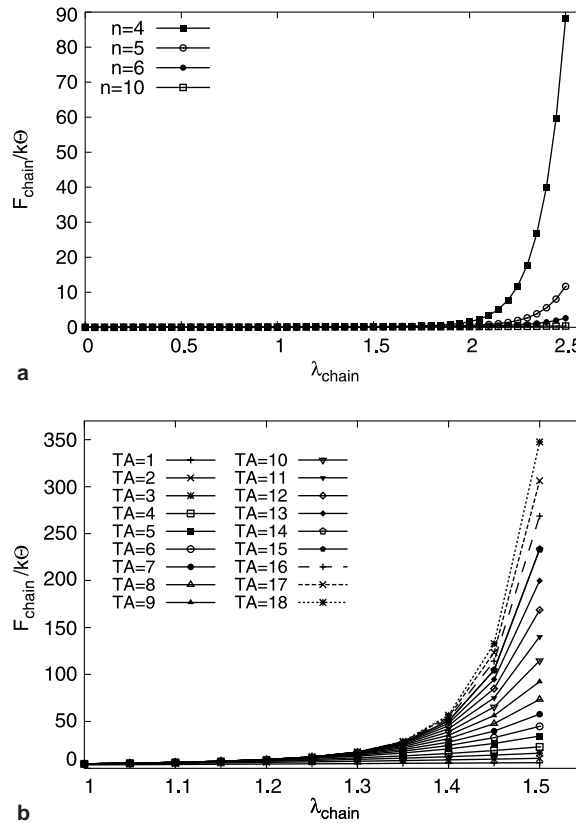 90
80
70
60
50
40
30
20
10
0
F_chain/kΘ
n=4
n=5
n=6
n=10
0 0.5 1 1.5 2 2.5
λ_chain
a
350
300
250
200
150
100
50
0
F_chain/kΘ
TA=1 TA=10
TA=2 TA=11
TA=3 TA=12
TA=4 TA=13
TA=5 TA=14
TA=6 TA=15
TA=7 TA=16
TA=8 TA=17
TA=9 TA=18
1 1.1 1.2 1.3 1.4 1.5
λ_chain
b